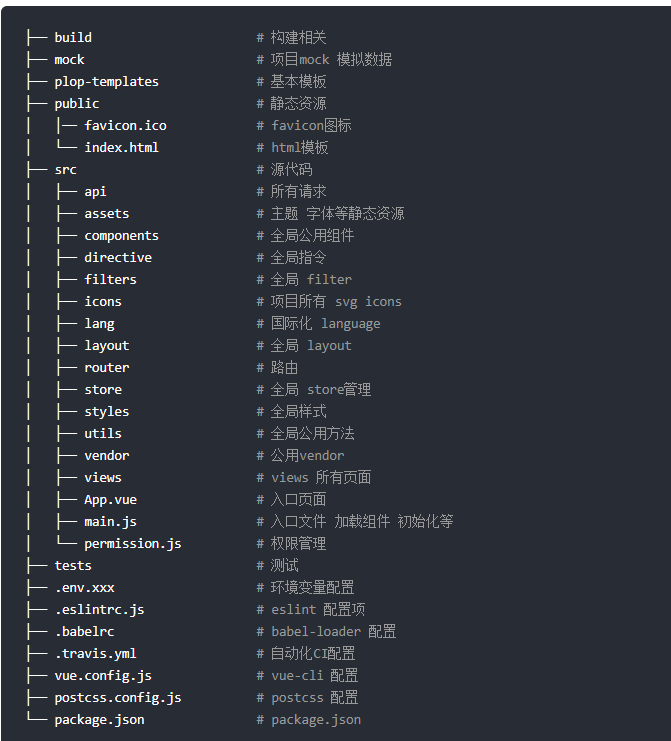 ├── build                      # 构建相关
├── mock                       # 项目mock 模拟数据
├── plop-templates             # 基本模板
├── public                     # 静态资源
│   │── favicon.ico            # favicon图标
│   └── index.html             # html模板
├── src                        # 源代码
│   ├── api                    # 所有请求
│   ├── assets                 # 主题 字体等静态资源
│   ├── components             # 全局公用组件
│   ├── directive              # 全局指令
│   ├── filters                # 全局 filter
│   ├── icons                  # 项目所有 svg icons
│   ├── lang                   # 国际化 language
│   ├── layout                 # 全局 layout
│   ├── router                 # 路由
│   ├── store                  # 全局 store管理
│   ├── styles                 # 全局样式
│   ├── utils                  # 全局公用方法
│   ├── vendor                 # 公用vendor
│   ├── views                  # views 所有页面
│   ├── App.vue                # 入口页面
│   ├── main.js                # 入口文件 加载组件 初始化等
│   └── permission.js          # 权限管理
├── tests                      # 测试
├── .env.xxx                   # 环境变量配置
├── .eslintrc.js               # eslint 配置项
├── .babelrc                   # babel-loader 配置
├── .travis.yml                # 自动化CI配置
├── vue.config.js              # vue-cli 配置
├── postcss.config.js          # postcss 配置
└── package.json               # package.json